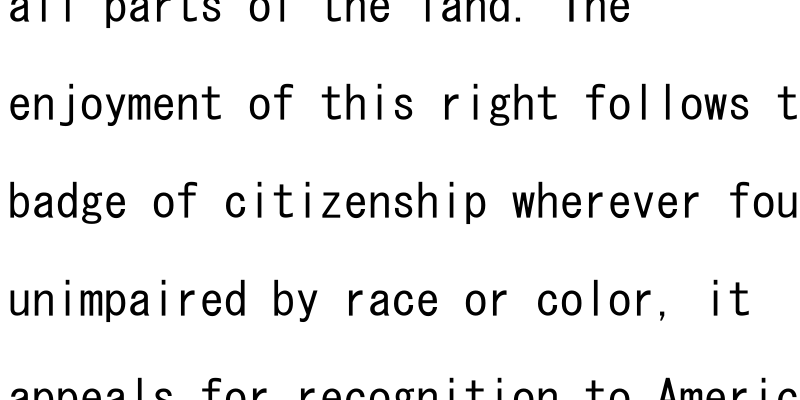 all parts of the land. The
enjoyment of this right follows t
badge of citizenship wherever fou
unimpaired by race or color, it
appeals for recognition to Americ